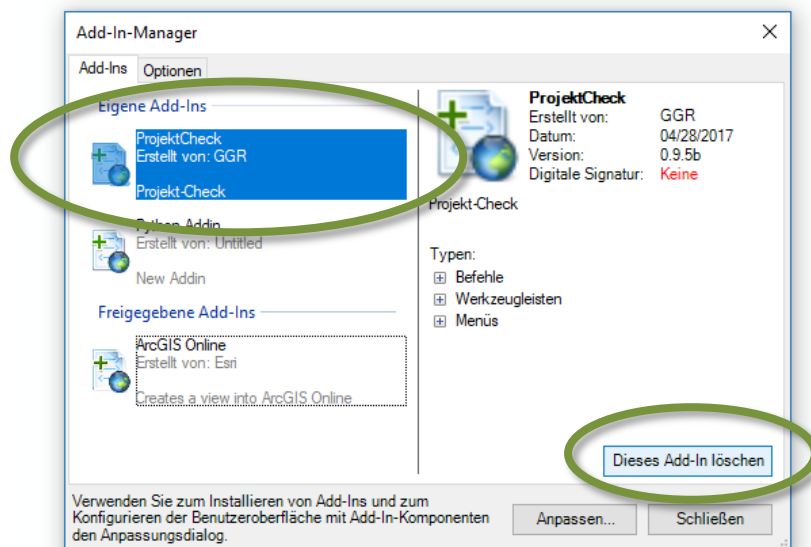 Add-In-Manager
Add-Ins
Optionen
Eigene Add-Ins
ProjektCheck
Erstellt von: GGR
Projekt-Check
Python Addin
Erstellt von: Untitled
New Addin
Freigegebene Add-Ins
ArcGIS Online
Erstellt von: Esri
Creates a view into ArcGIS Online
ProjektCheck
Erstellt von: GGR
Datum: 04/28/2017
Version: 0.9.5b
Digitale Signatur: Keine
Projekt-Check
Typen:
Befehle
Werkzeugleisten
Menüs
Dieses Add-In löschen
Verwenden Sie zum Installieren von Add-Ins und zum
Konfigurieren der Benutzeroberfläche mit Add-In-Komponenten
den Anpassungsdialog.
Anpassen...
Schließen